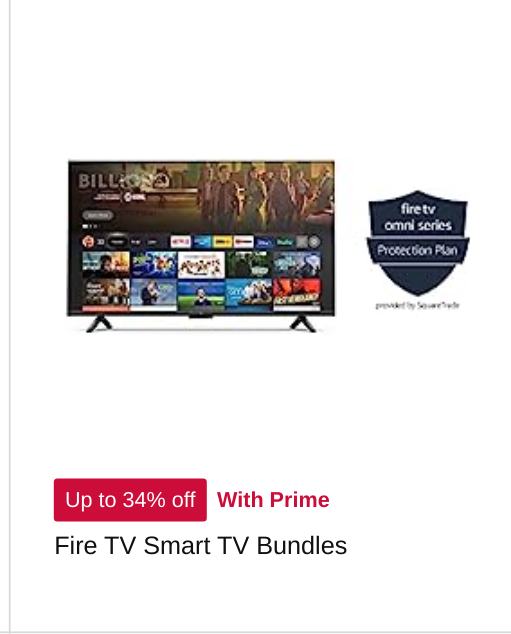 BILLIONS
fire tv
omni series
Protection Plan
provided by SquareTrade
Up to 34% off With Prime
Fire TV Smart TV Bundles